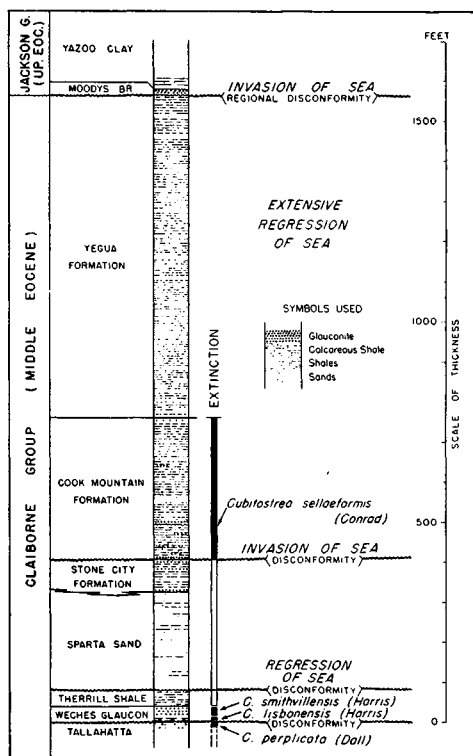 JACKSON G.
(UP. EOC.)
YAZOO CLAY
MOODYS BR
FEET
INVASION OF SEA
(REGIONAL DISCONFORMITY)
1500
CLAIBORNE GROUP (MIDDLE EOCENE)
YEGUA
FORMATION
EXTENSIVE
REGRESSION
OF SEA
SYMBOLS USED
Glauconite
Calcareous Shale
Shales
Sands
1000
SCALE OF THICKNESS
EXTINCTION
COOK MOUNTAIN
FORMATION
Cubitostrea sellaeformis
(Conrad)
500
INVASION OF SEA
(DISCONFORMITY)
STONE CITY
FORMATION
SPARTA SAND
REGRESSION
OF SEA
(DISCONFORMITY)
THERRILL SHALE
C. smithvillensis (Harris)
WECHES GLAUCON
C. lisbonensis (Harris)
(DISCONFORMITY)
0
TALLAHATTA
C. perplicata (Dall)